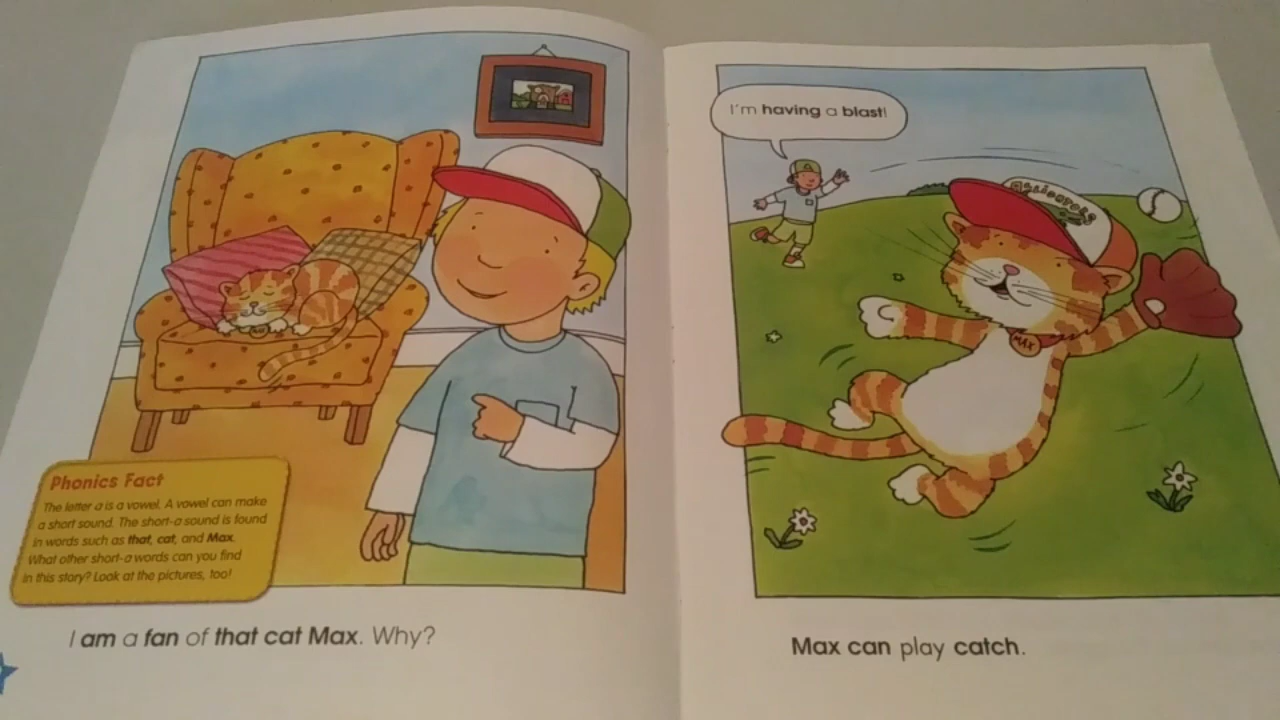 Phonics Fact
The letter a is a vowel. A vowel can make
a short sound. The short-a sound is found
in words such as that, cat, and Max.
What other short-a words can you find
in this story? Look at the pictures, too!
I am a fan of that cat Max. Why?
I'm having a blast!
MAX
Max can play catch.